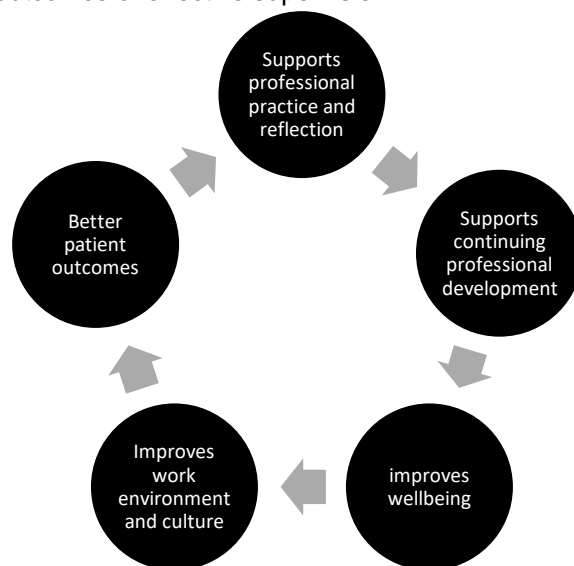 Supports
professional
practice and
reflection
Supports
continuing
professional
development
improves
wellbeing
Improves
work
environment
and culture
Better
patient
outcomes